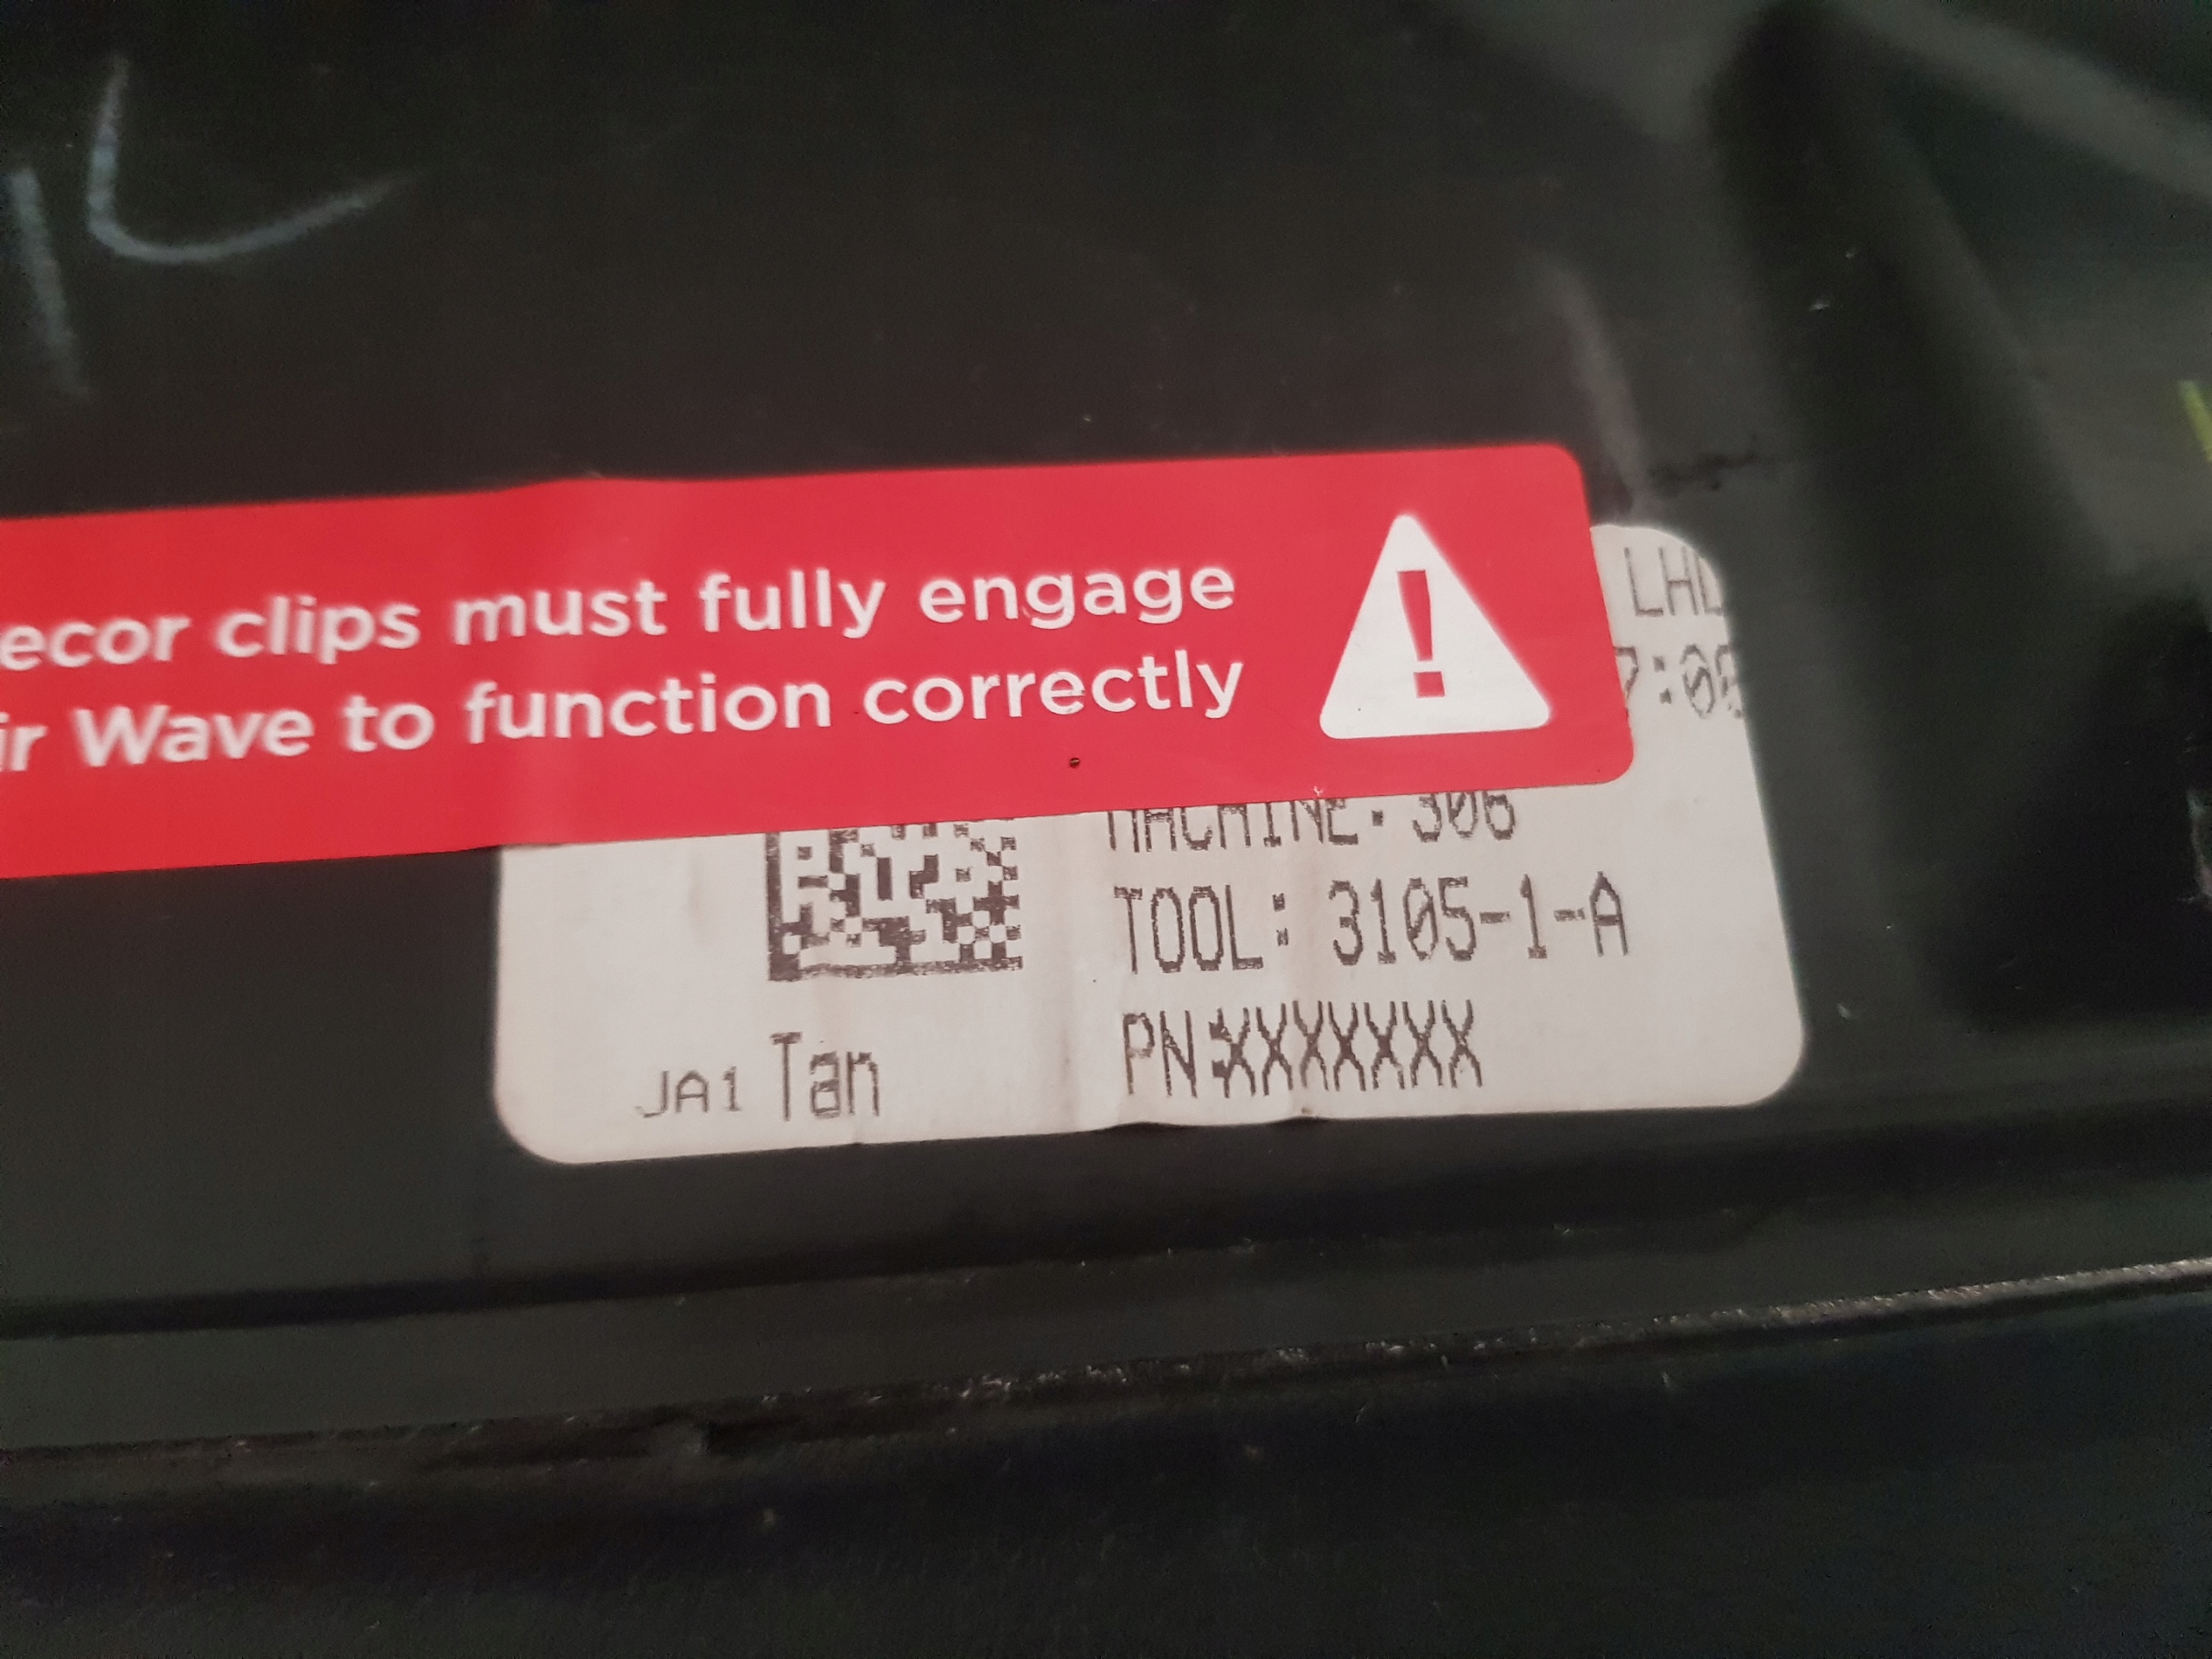 ecor clips must fully engage
ir Wave to function correctly
!
LHD
7:00
MACHINE: 306
TOOL: 3105-1-A
PN:XXXXXXX
JA1 Tan